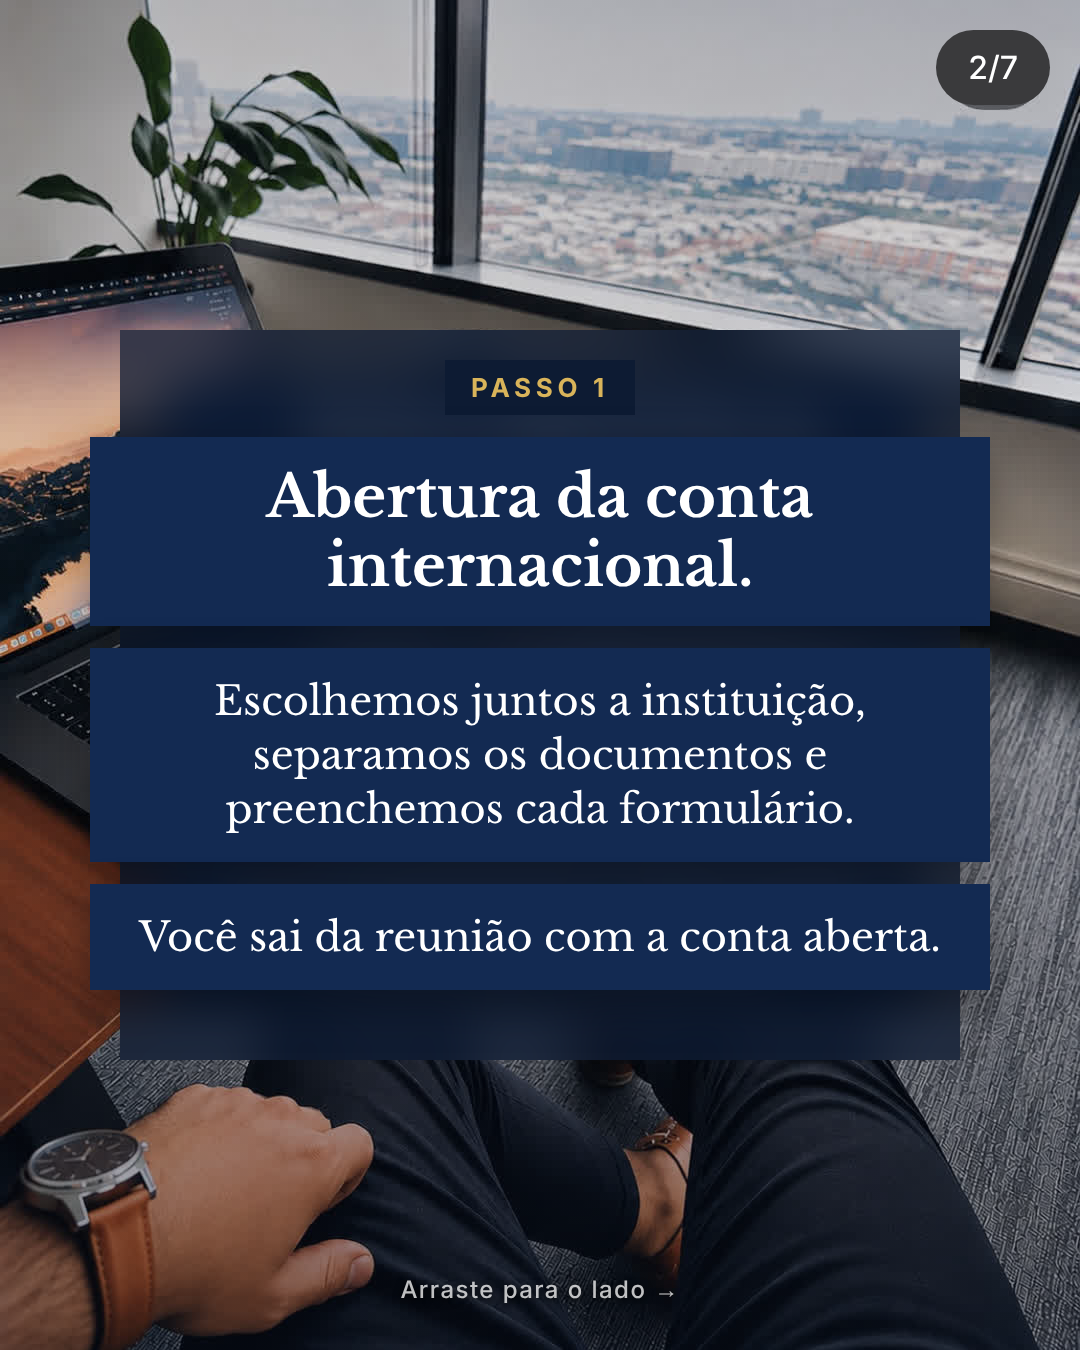 2/7
PASSO 1
Abertura da conta
internacional.
Escolhemos juntos a instituição,
separamos os documentos e
preenchemos cada formulário.
Você sai da reunião com a conta aberta.
Arraste para o lado →